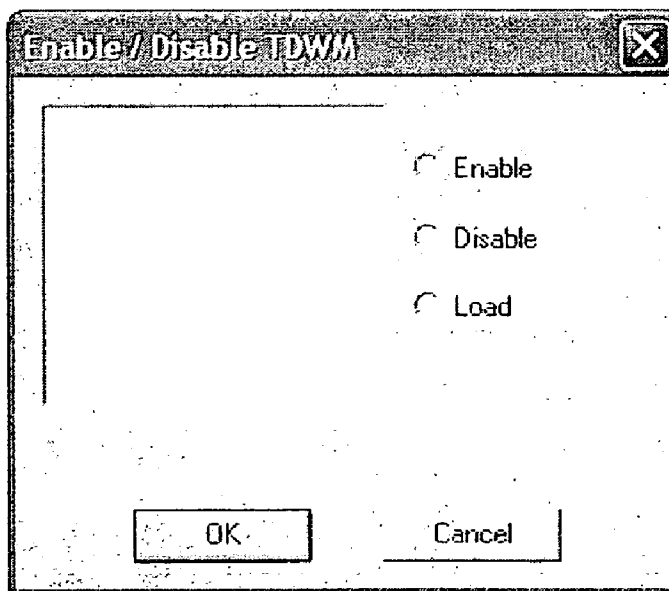 Enable / Disable TDWM
Enable
Disable
Load
OK
Cancel